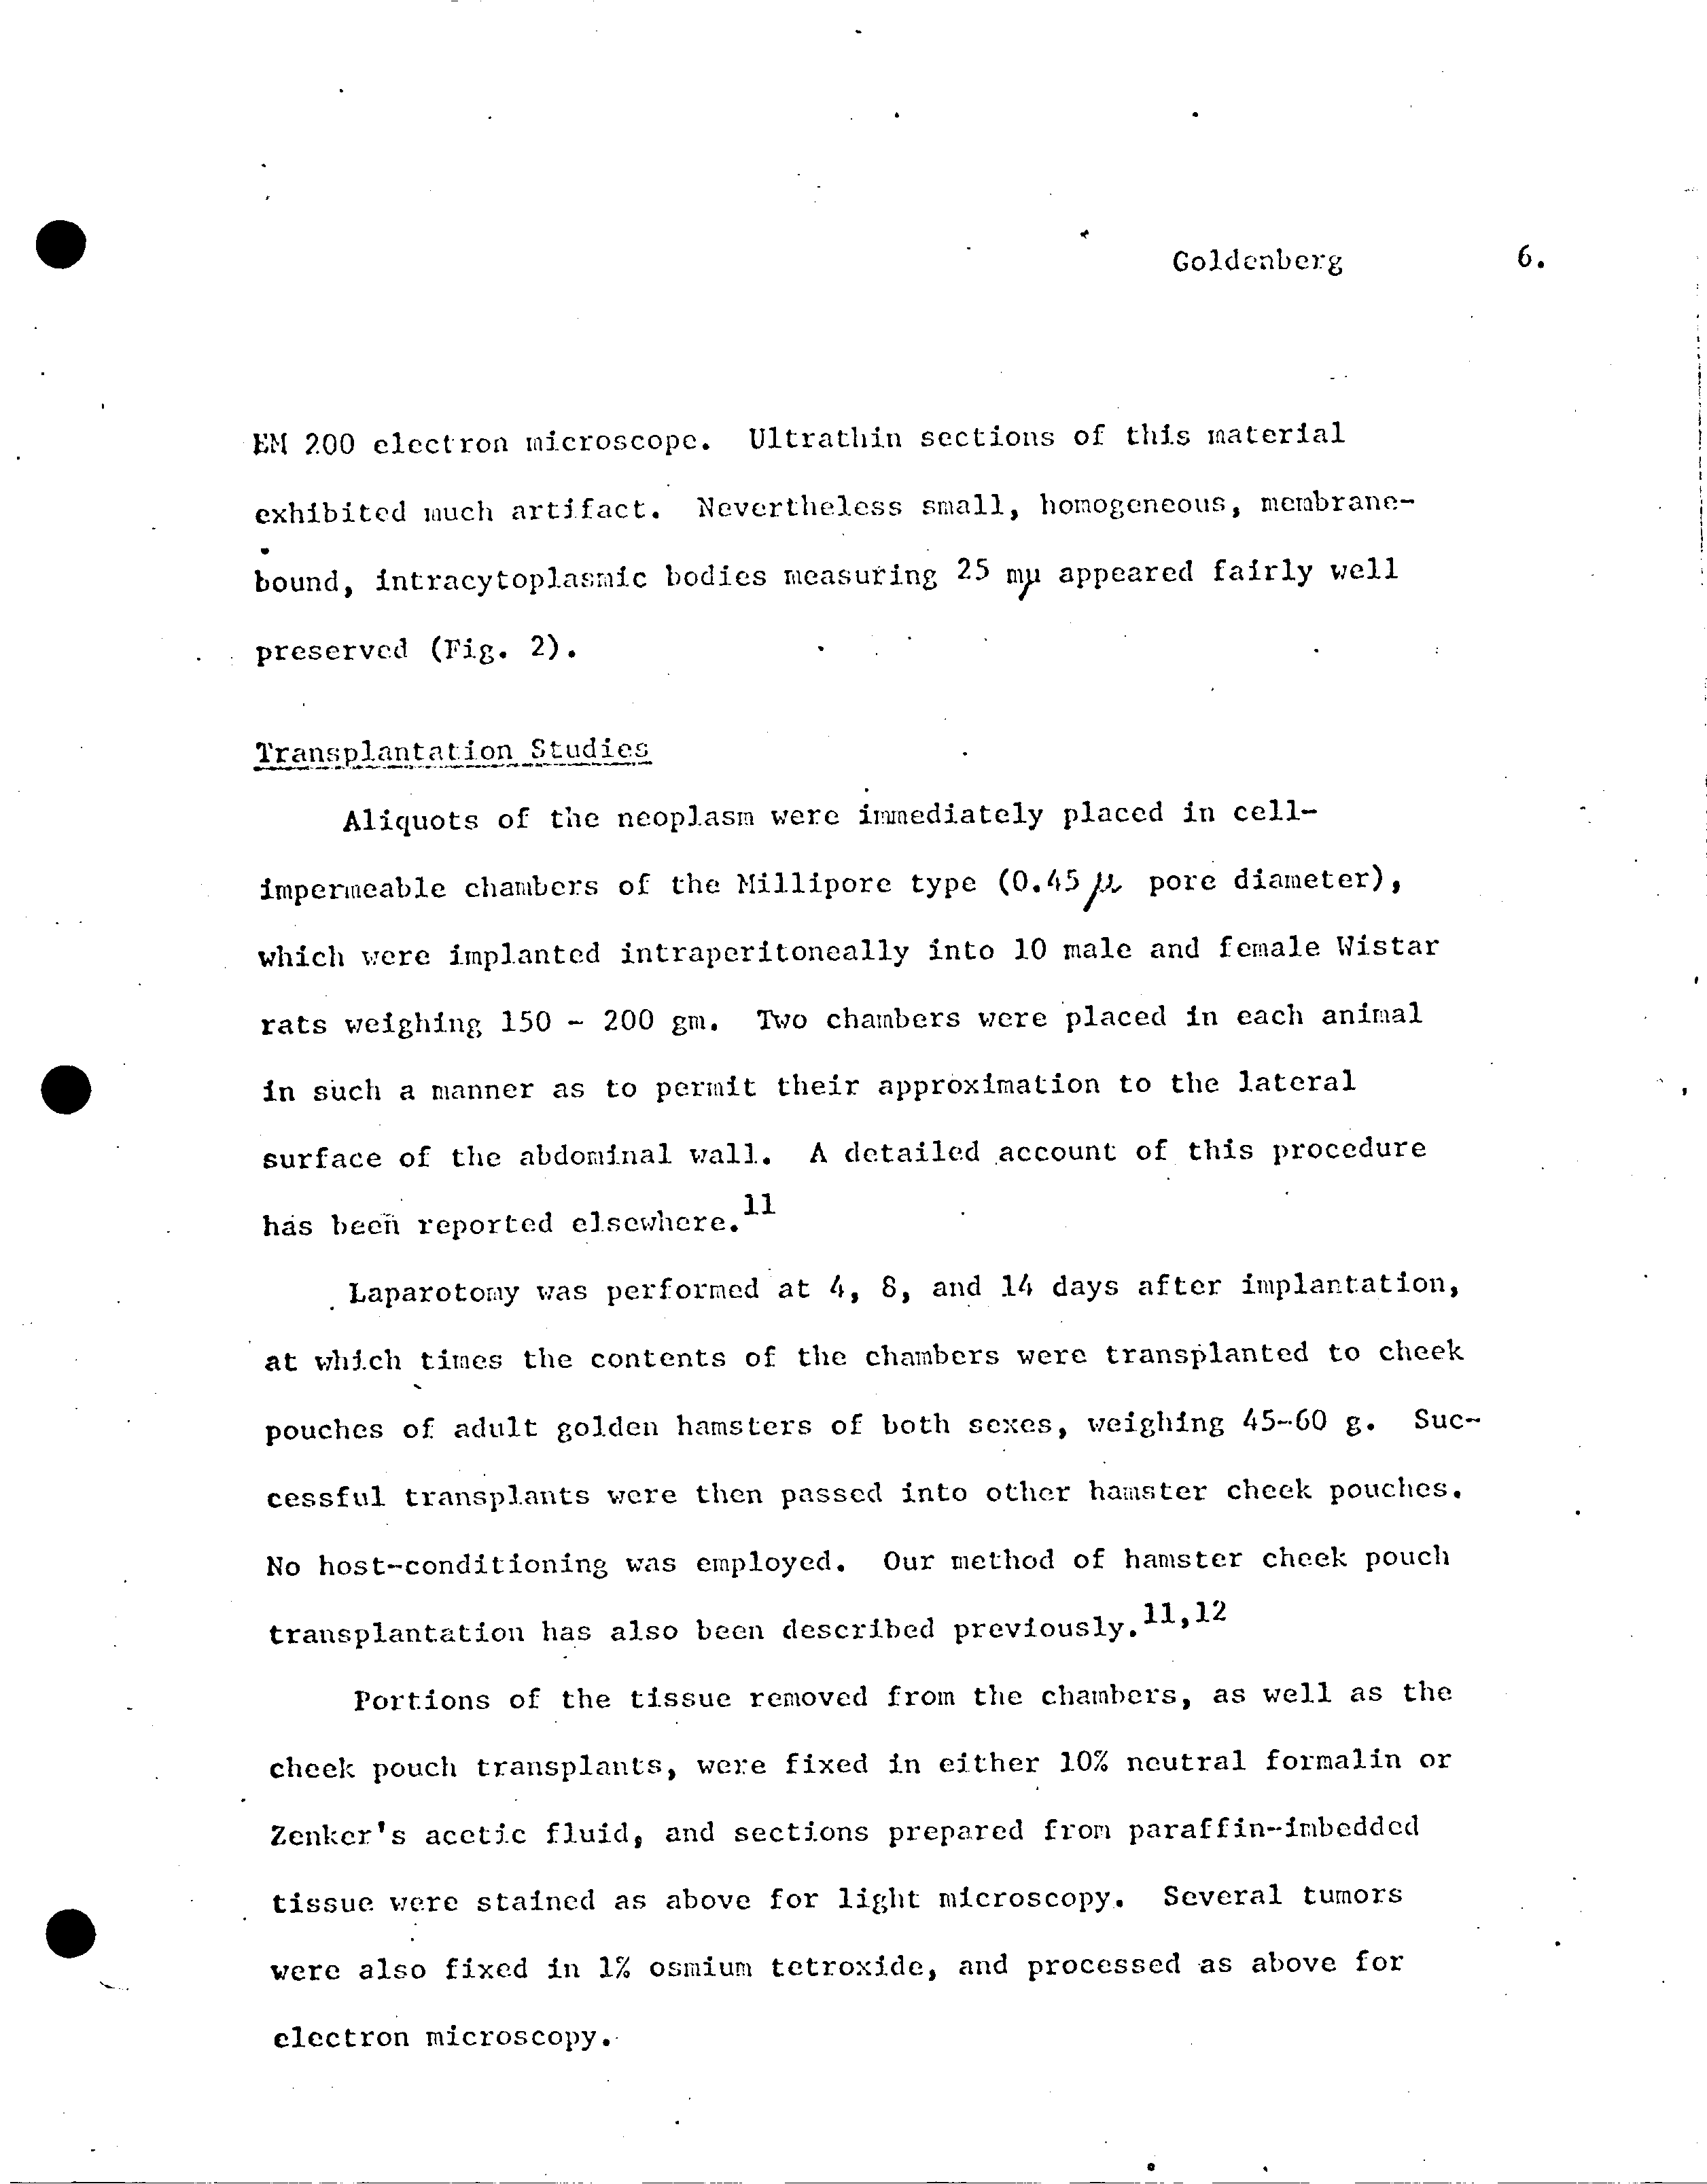 Goldenberg 6.
EM 200 electron microscope. Ultrathin sections of this material
exhibited much artifact. Nevertheless small, homogeneous, membrane-
bound, intracytoplasmic bodies measuring 25 mμ appeared fairly well
preserved (Fig. 2).
Transplantation Studies
Aliquots of the neoplasm were immediately placed in cell-
impermeable chambers of the Millipore type (0.45 μ pore diameter),
which were implanted intraperitoneally into 10 male and female Wistar
rats weighing 150 - 200 gm. Two chambers were placed in each animal
in such a manner as to permit their approximation to the lateral
surface of the abdominal wall. A detailed account of this procedure
has been reported elsewhere.11
Laparotomy was performed at 4, 8, and 14 days after implantation,
at which times the contents of the chambers were transplanted to cheek
pouches of adult golden hamsters of both sexes, weighing 45-60 g. Suc-
cessful transplants were then passed into other hamster cheek pouches.
No host-conditioning was employed. Our method of hamster cheek pouch
transplantation has also been described previously.11,12
Portions of the tissue removed from the chambers, as well as the
cheek pouch transplants, were fixed in either 10% neutral formalin or
Zenker's acetic fluid, and sections prepared from paraffin-imbedded
tissue were stained as above for light microscopy. Several tumors
were also fixed in 1% osmium tetroxide, and processed as above for
electron microscopy.